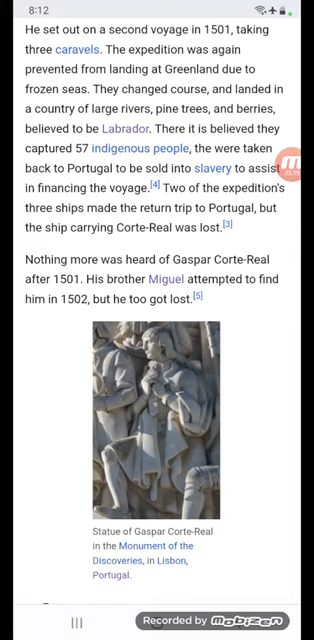 8:12
He set out on a second voyage in 1501, taking
three caravels. The expedition was again
prevented from landing at Greenland due to
frozen seas. They changed course, and landed in
a country of large rivers, pine trees, and berries,
believed to be Labrador. There it is believed they
captured 57 indigenous people, the were taken
back to Portugal to be sold into slavery to assist
in financing the voyage.[4] Two of the expedition's
three ships made the return trip to Portugal, but
the ship carrying Corte-Real was lost.[3]
Nothing more was heard of Gaspar Corte-Real
after 1501. His brother Miguel attempted to find
him in 1502, but he too got lost.[5]
Statue of Gaspar Corte-Real
in the Monument of the
Discoveries, in Lisbon,
Portugal.
Recorded by mobizen